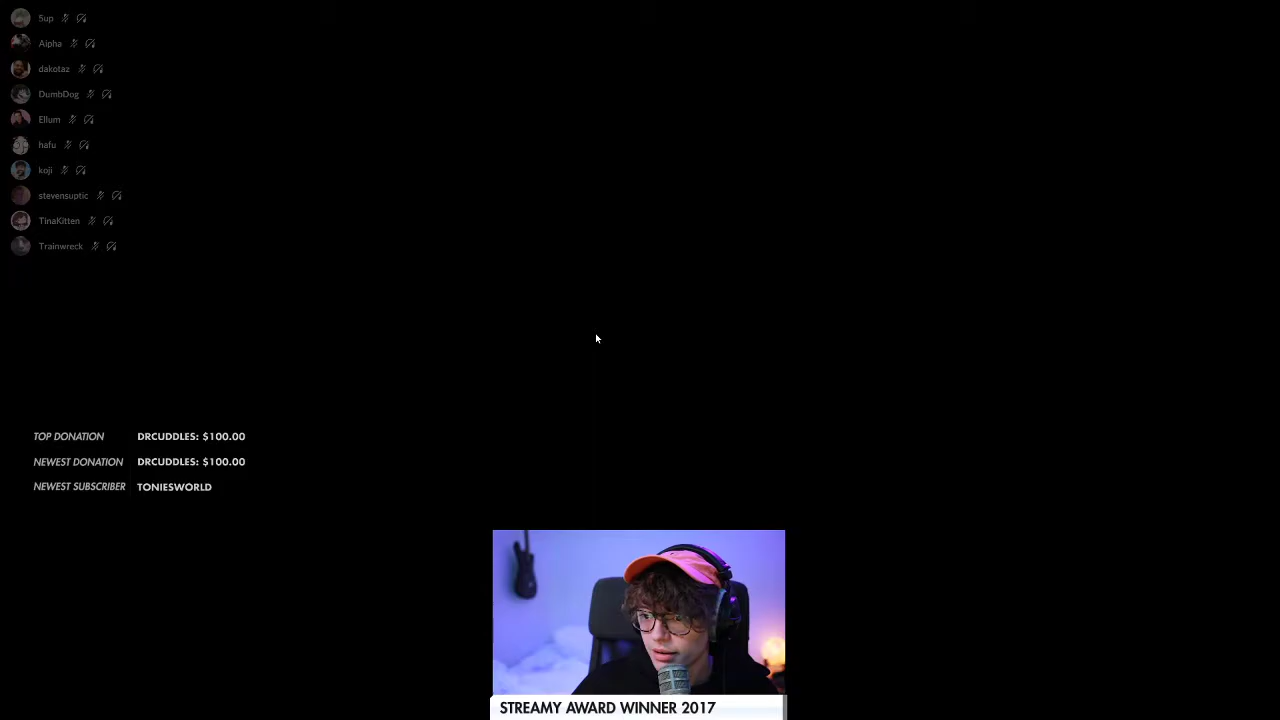 5up
Alpha
dakotaz
DumbDog
Ellum
hafu
koji
stevensuptic
TinaKitten
Trainwreck
TOP DONATION DRCUDDLES: $100.00
NEWEST DONATION DRCUDDLES: $100.00
NEWEST SUBSCRIBER TONIESWORLD
STREAMY AWARD WINNER 2017